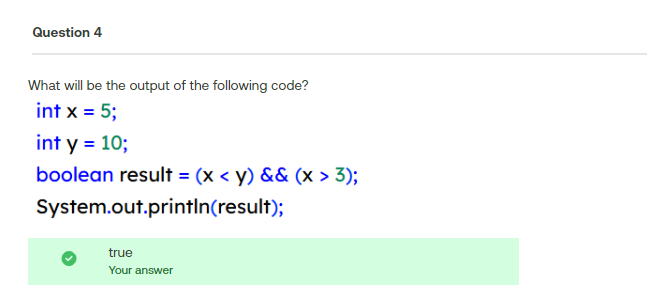 Question 4
What will be the output of the following code?
int x = 5;
int y = 10;
boolean result = (x < y) && (x > 3);
System.out.println(result);
true
Your answer